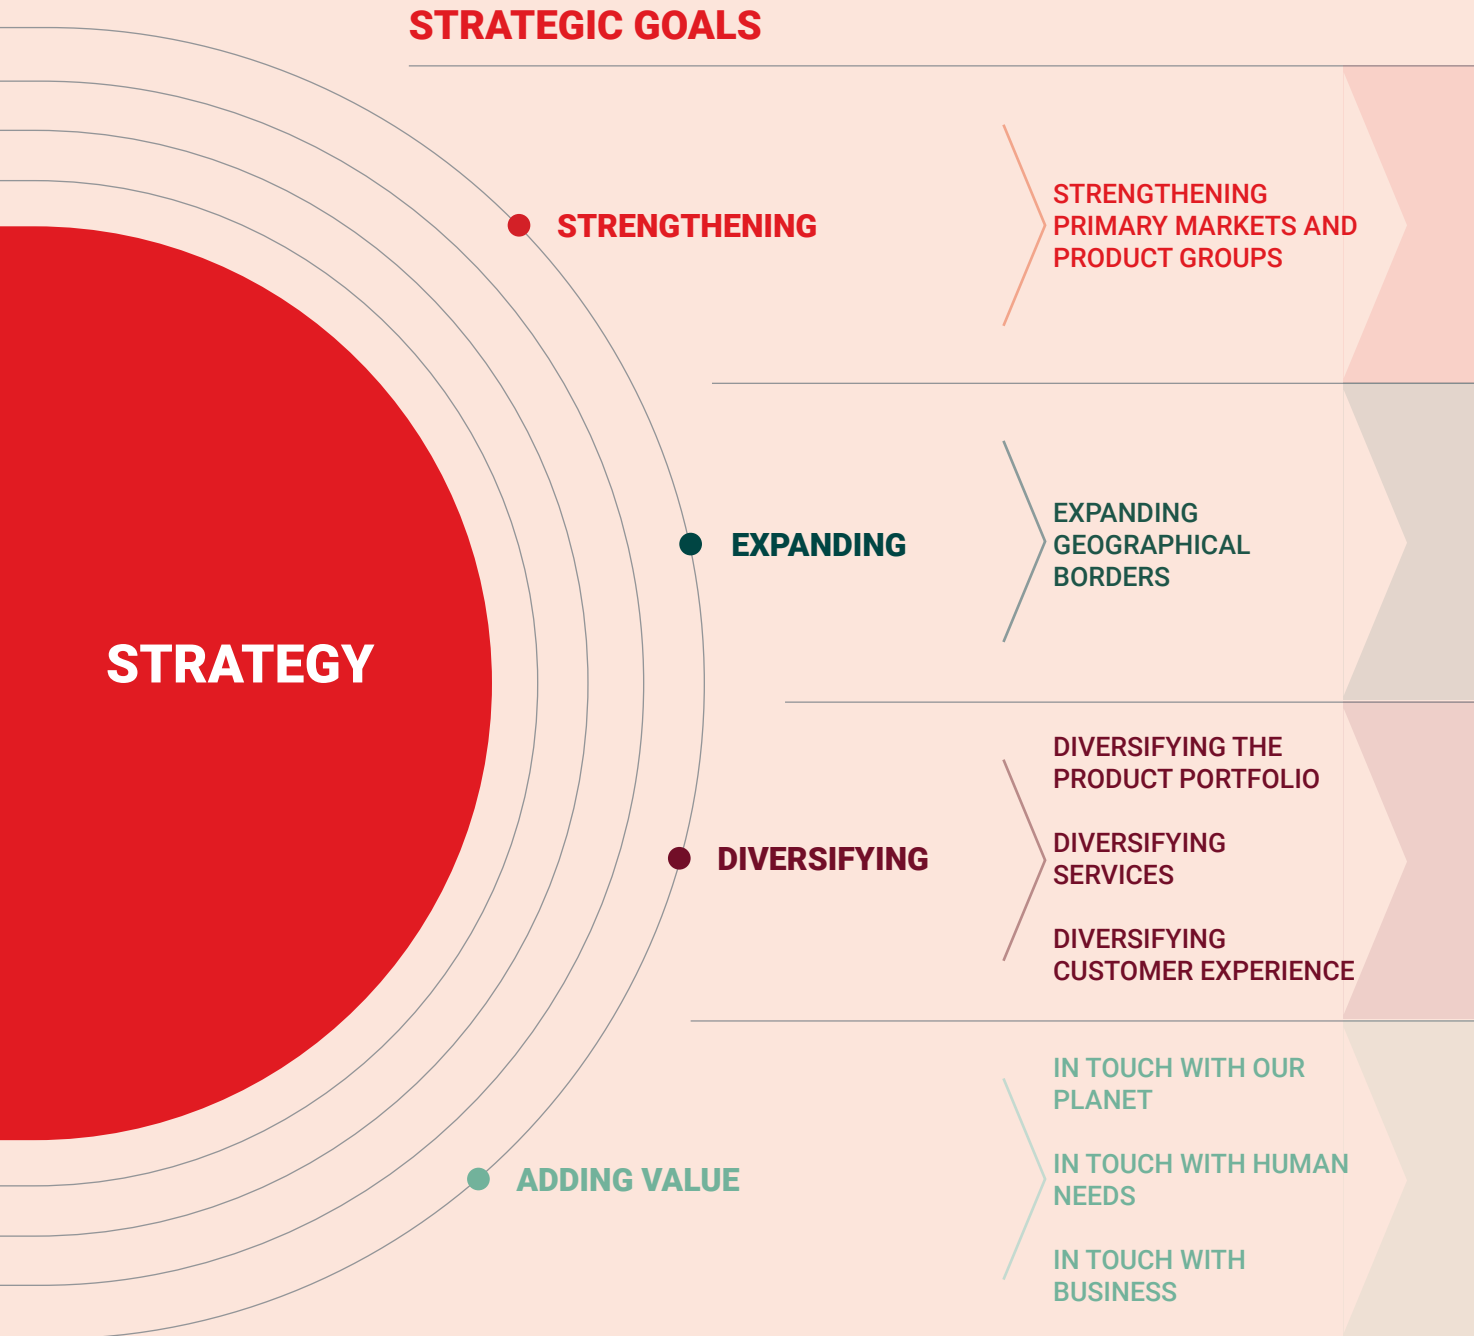 STRATEGIC GOALS
STRATEGY
STRENGTHENING
STRENGTHENING
PRIMARY MARKETS AND
PRODUCT GROUPS
EXPANDING
EXPANDING
GEOGRAPHICAL
BORDERS
DIVERSIFYING
DIVERSIFYING THE
PRODUCT PORTFOLIO
DIVERSIFYING
SERVICES
DIVERSIFYING
CUSTOMER EXPERIENCE
ADDING VALUE
IN TOUCH WITH OUR
PLANET
IN TOUCH WITH HUMAN
NEEDS
IN TOUCH WITH
BUSINESS